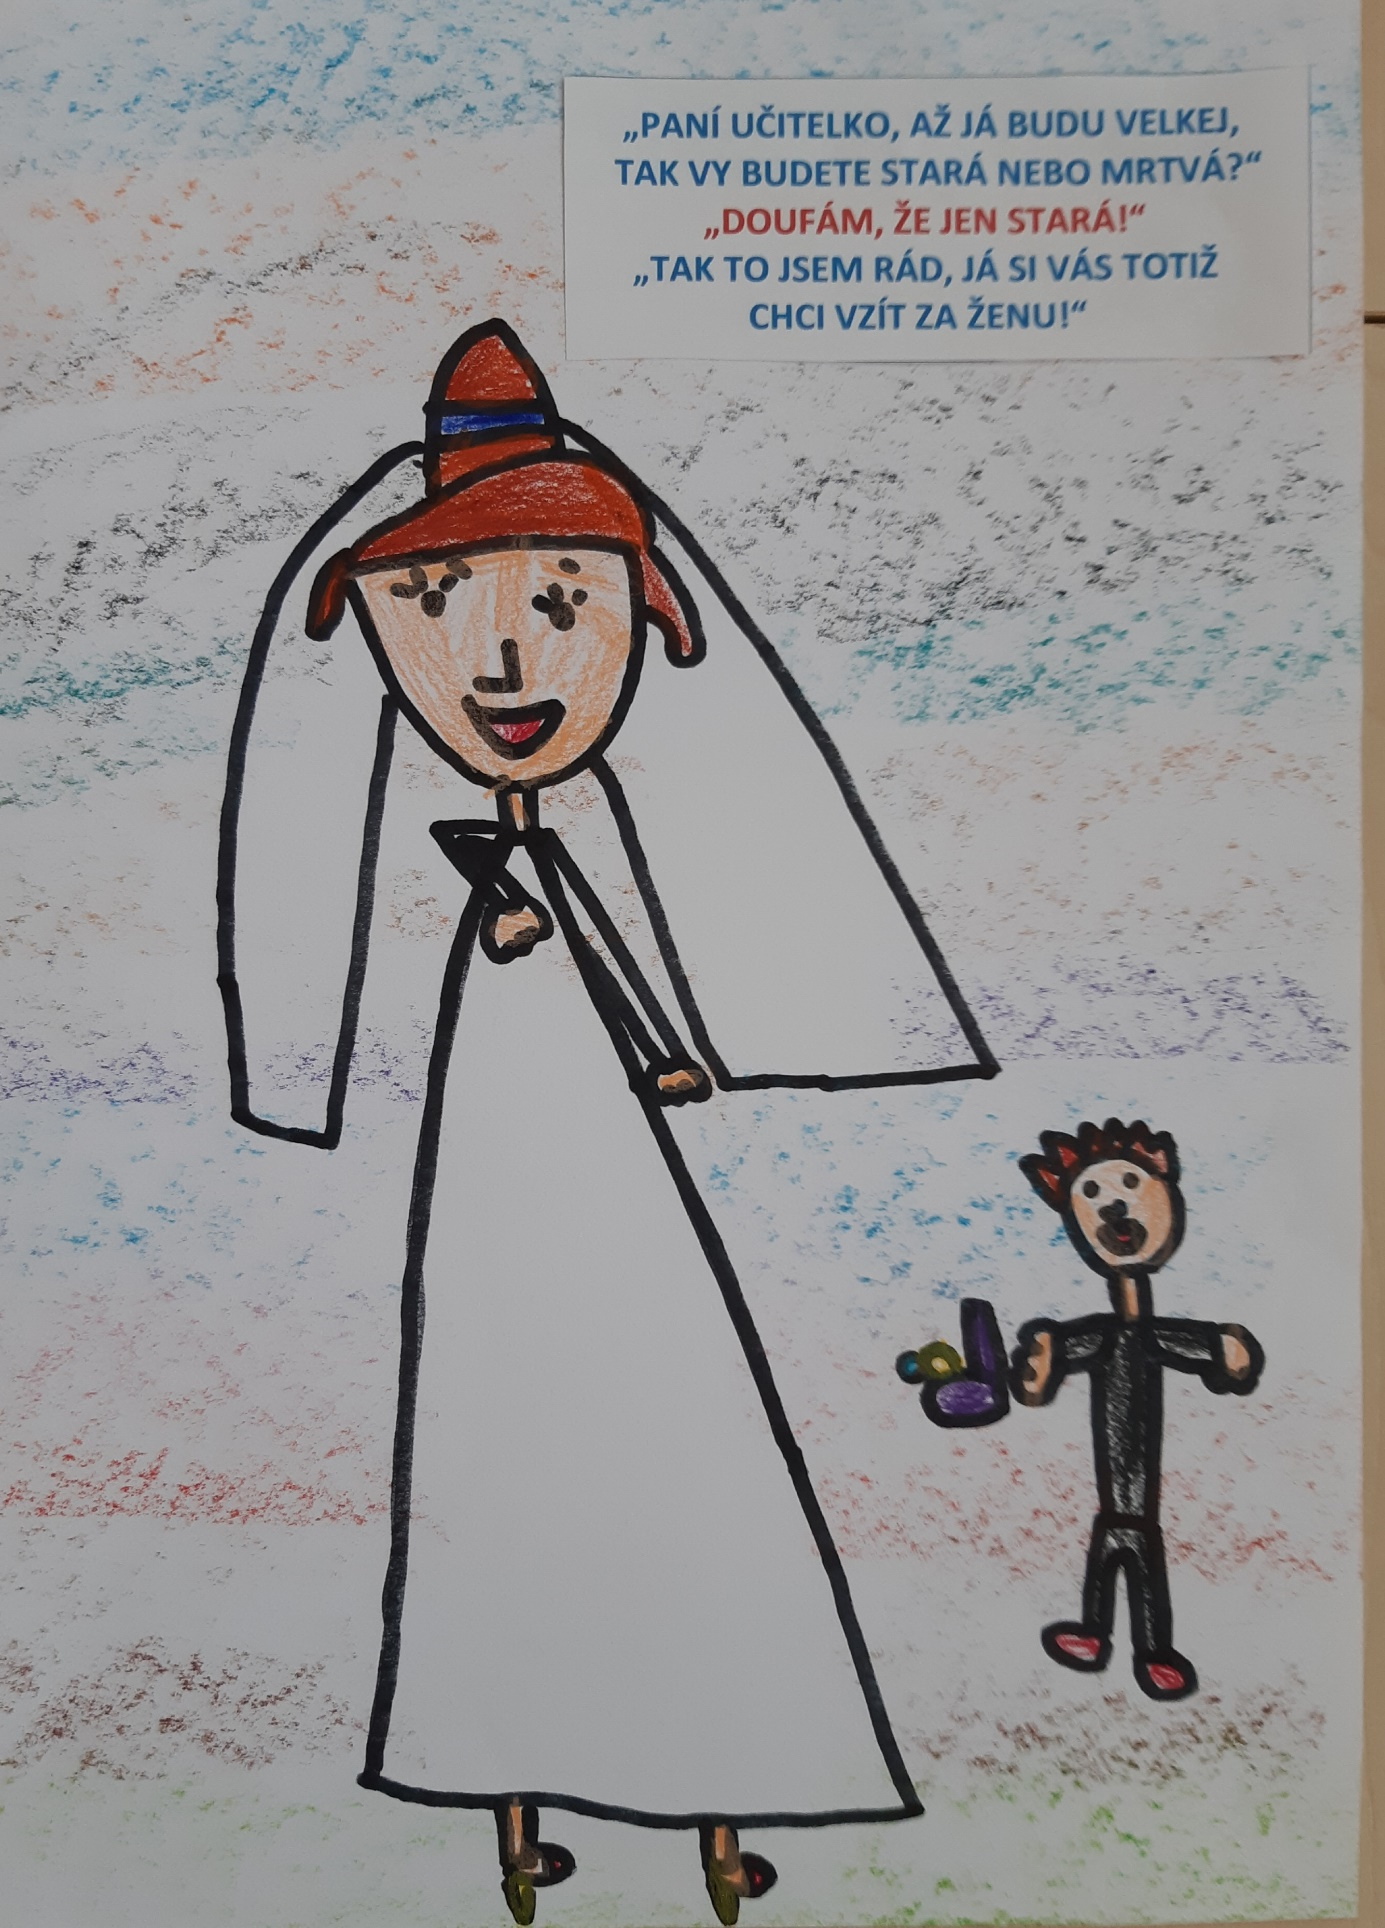 „PANÍ UČITELKO, AŽ JÁ BUDU VELKEJ,
TAK VY BUDETE STARÁ NEBO MRTVÁ?“
„DOUFÁM, ŽE JEN STARÁ!“
„TAK TO JSEM RÁD, JÁ SI VÁS TOTIŽ
CHCI VZÍT ZA ŽENU!“